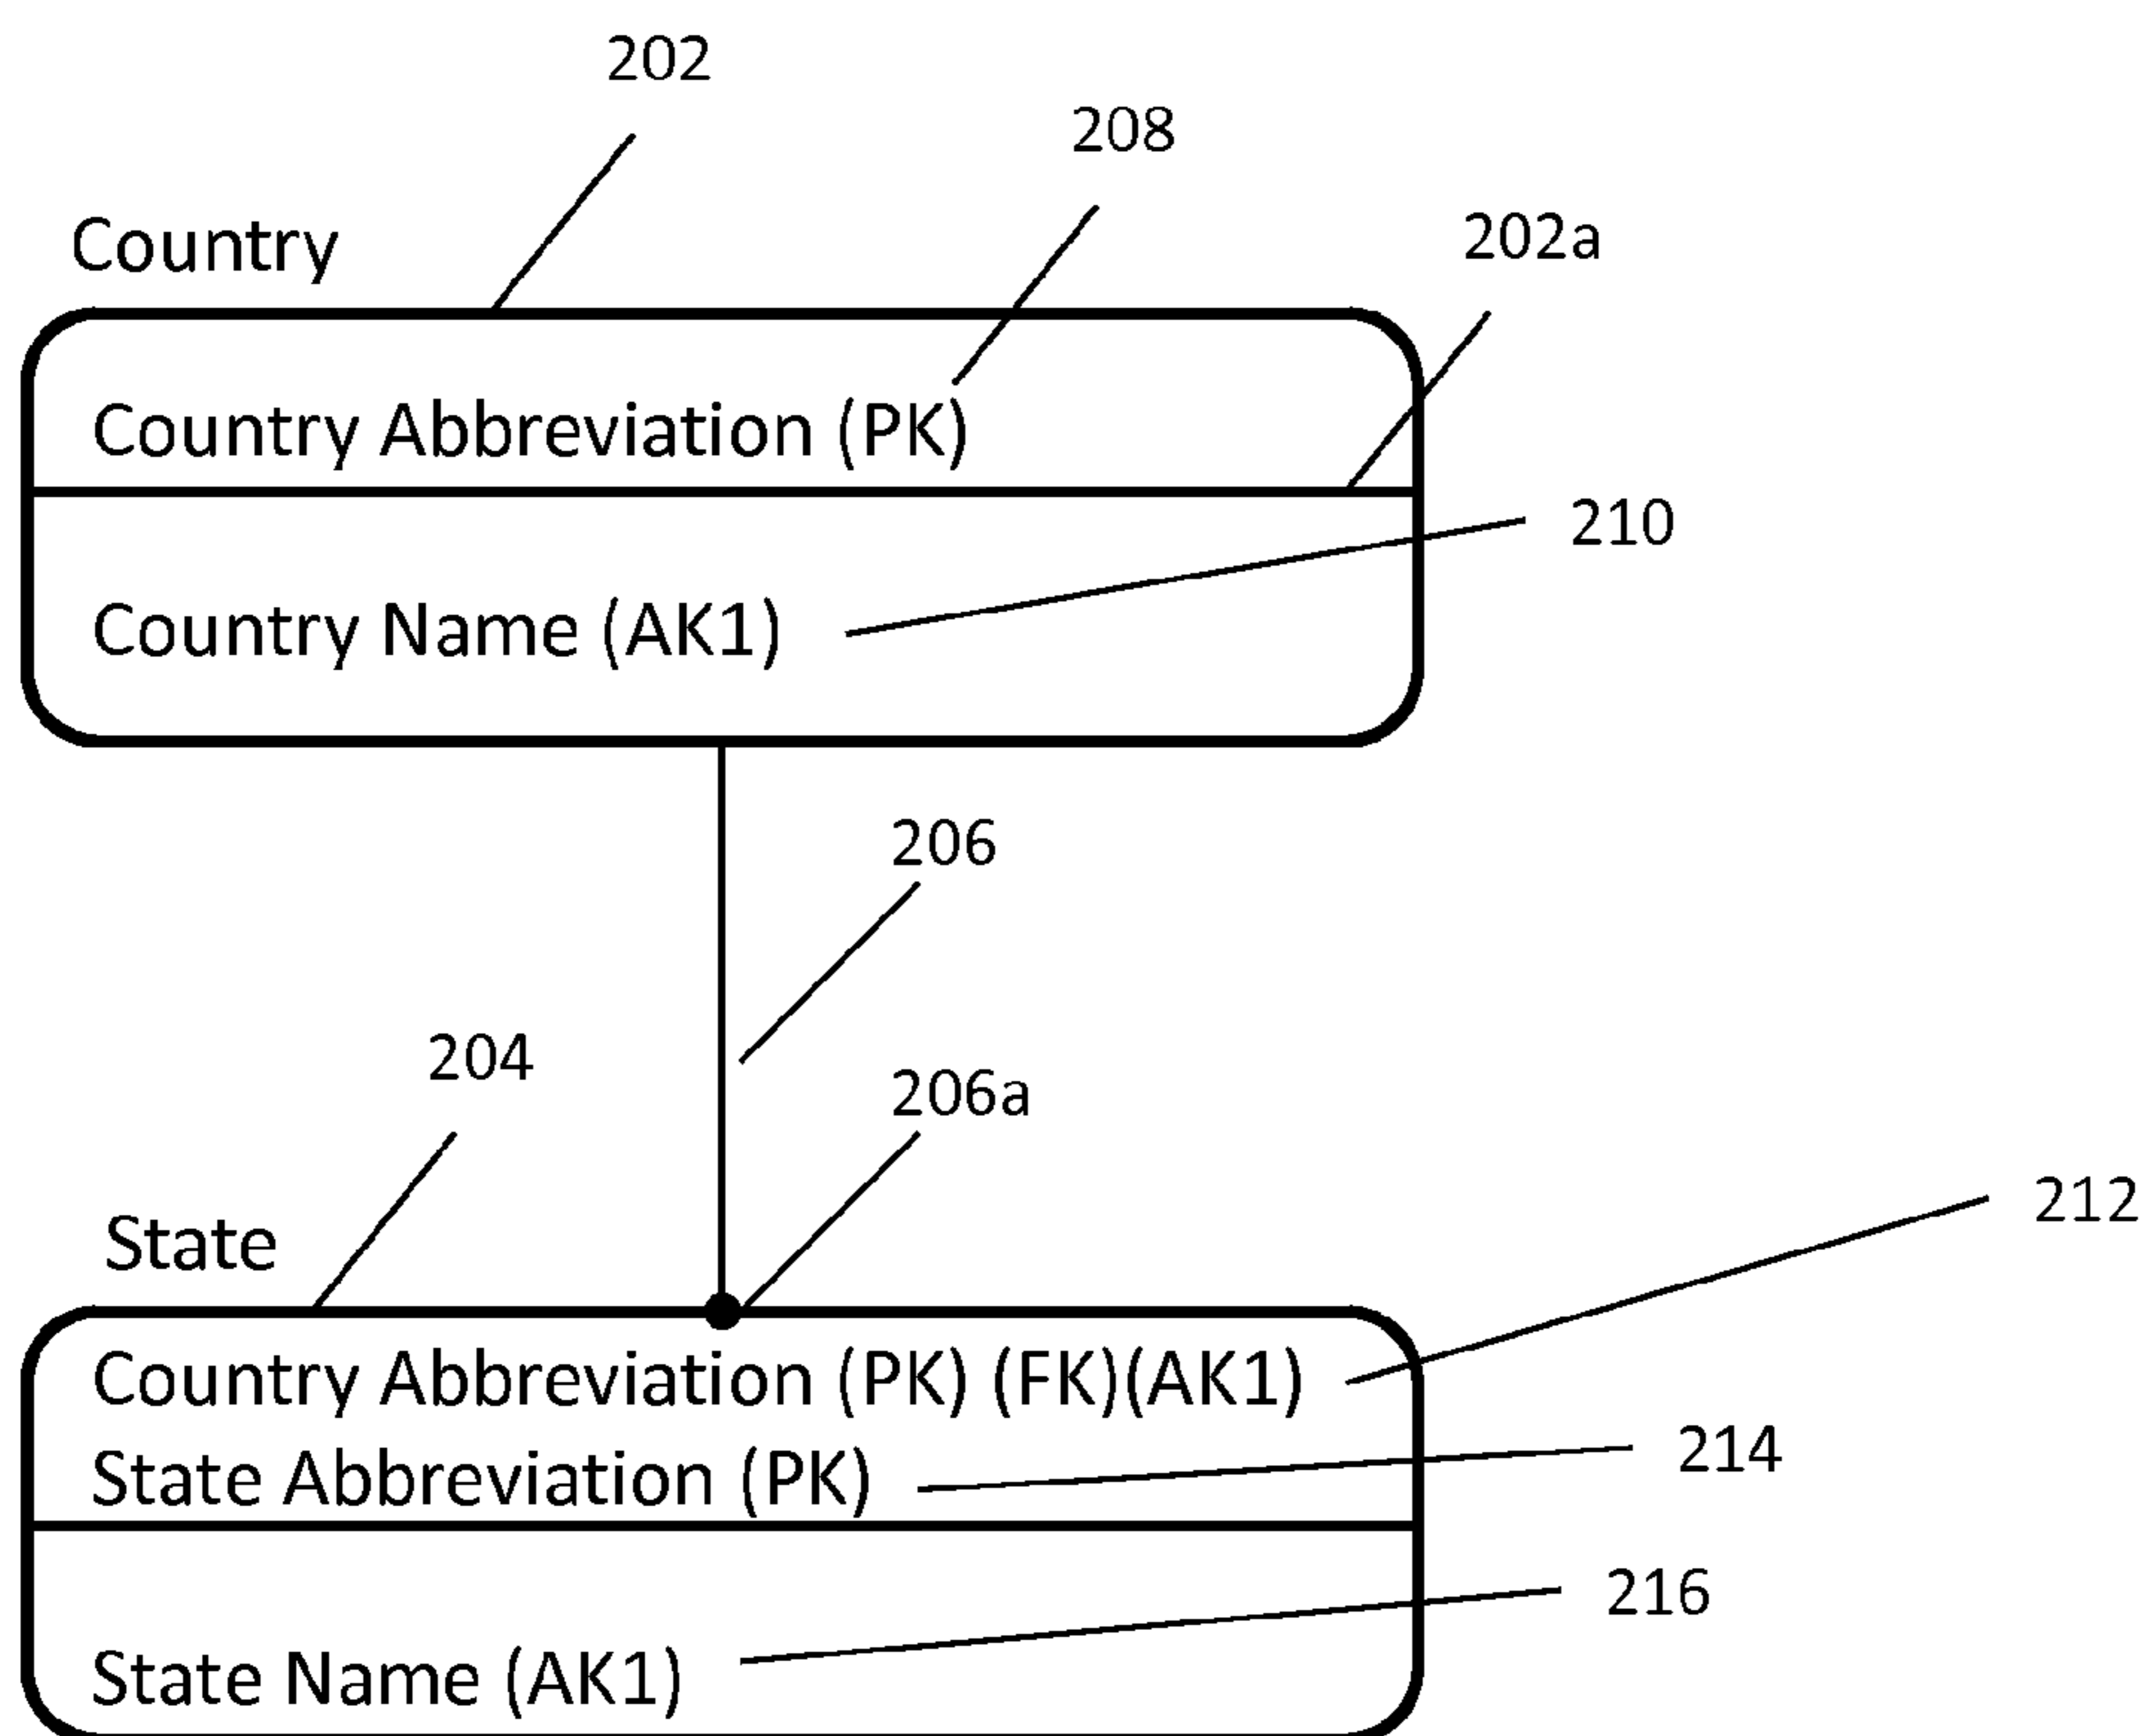 202
208
202a
Country
Country Abbreviation (PK)
210
Country Name (AK1)
206
204
206a
212
State
Country Abbreviation (PK) (FK)(AK1)
214
State Abbreviation (PK)
216
State Name (AK1)